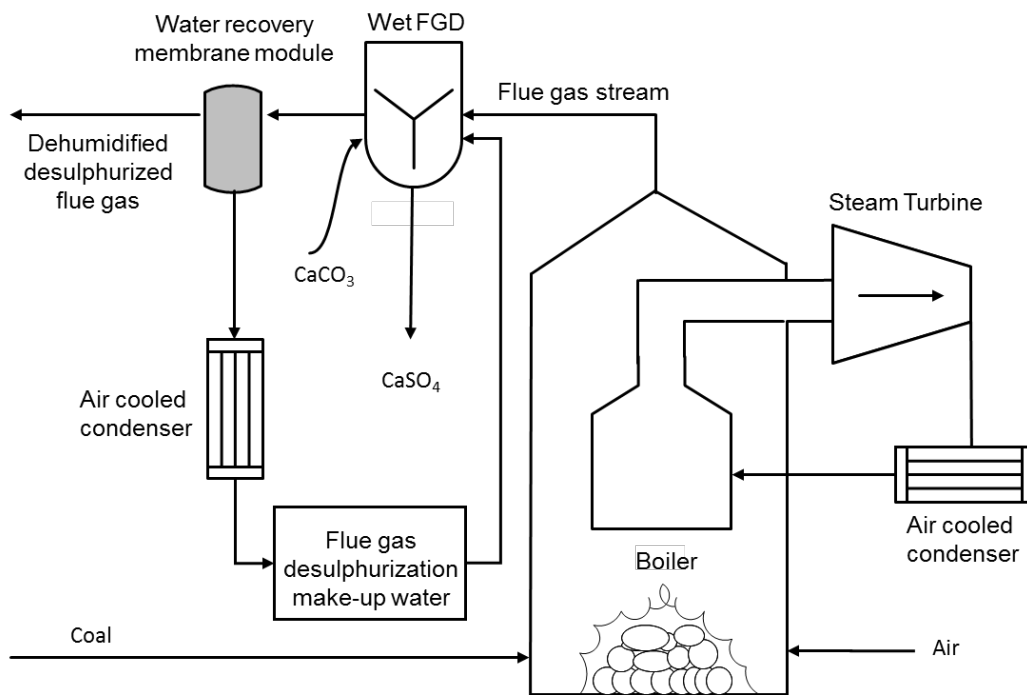 Water recovery
membrane module
Wet FGD
Flue gas stream
Dehumidified
desulphurized
flue gas
Steam Turbine
CaCO₃
CaSO₄
Air cooled
condenser
Air cooled
condenser
Flue gas
desulphurization
make-up water
Boiler
Coal
Air